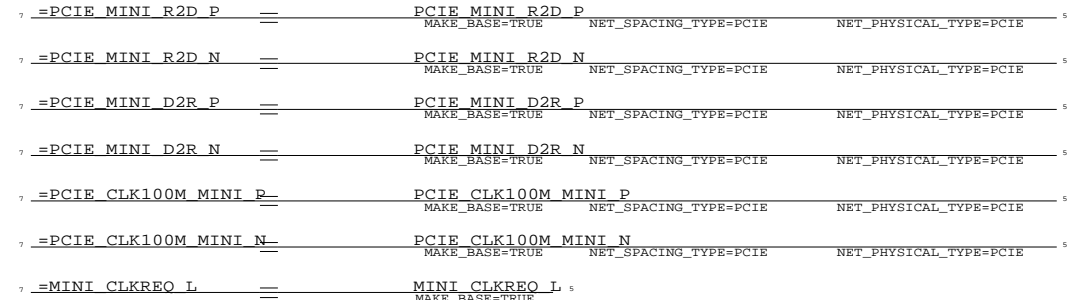 7 =PCIE_MINI_R2D_P PCIE_MINI_R2D_P 5
MAKE_BASE=TRUE NET_SPACING_TYPE=PCIE NET_PHYSICAL_TYPE=PCIE
7 =PCIE_MINI_R2D_N PCIE_MINI_R2D_N 5
MAKE_BASE=TRUE NET_SPACING_TYPE=PCIE NET_PHYSICAL_TYPE=PCIE
7 =PCIE_MINI_D2R_P PCIE_MINI_D2R_P 5
MAKE_BASE=TRUE NET_SPACING_TYPE=PCIE NET_PHYSICAL_TYPE=PCIE
7 =PCIE_MINI_D2R_N PCIE_MINI_D2R_N 5
MAKE_BASE=TRUE NET_SPACING_TYPE=PCIE NET_PHYSICAL_TYPE=PCIE
7 =PCIE_CLK100M_MINI_P PCIE_CLK100M_MINI_P 5
MAKE_BASE=TRUE NET_SPACING_TYPE=PCIE NET_PHYSICAL_TYPE=PCIE
7 =PCIE_CLK100M_MINI_N PCIE_CLK100M_MINI_N 5
MAKE_BASE=TRUE NET_SPACING_TYPE=PCIE NET_PHYSICAL_TYPE=PCIE
7 =MINI_CLKREQ_L MINI_CLKREQ_L 5
MAKE_BASE=TRUE